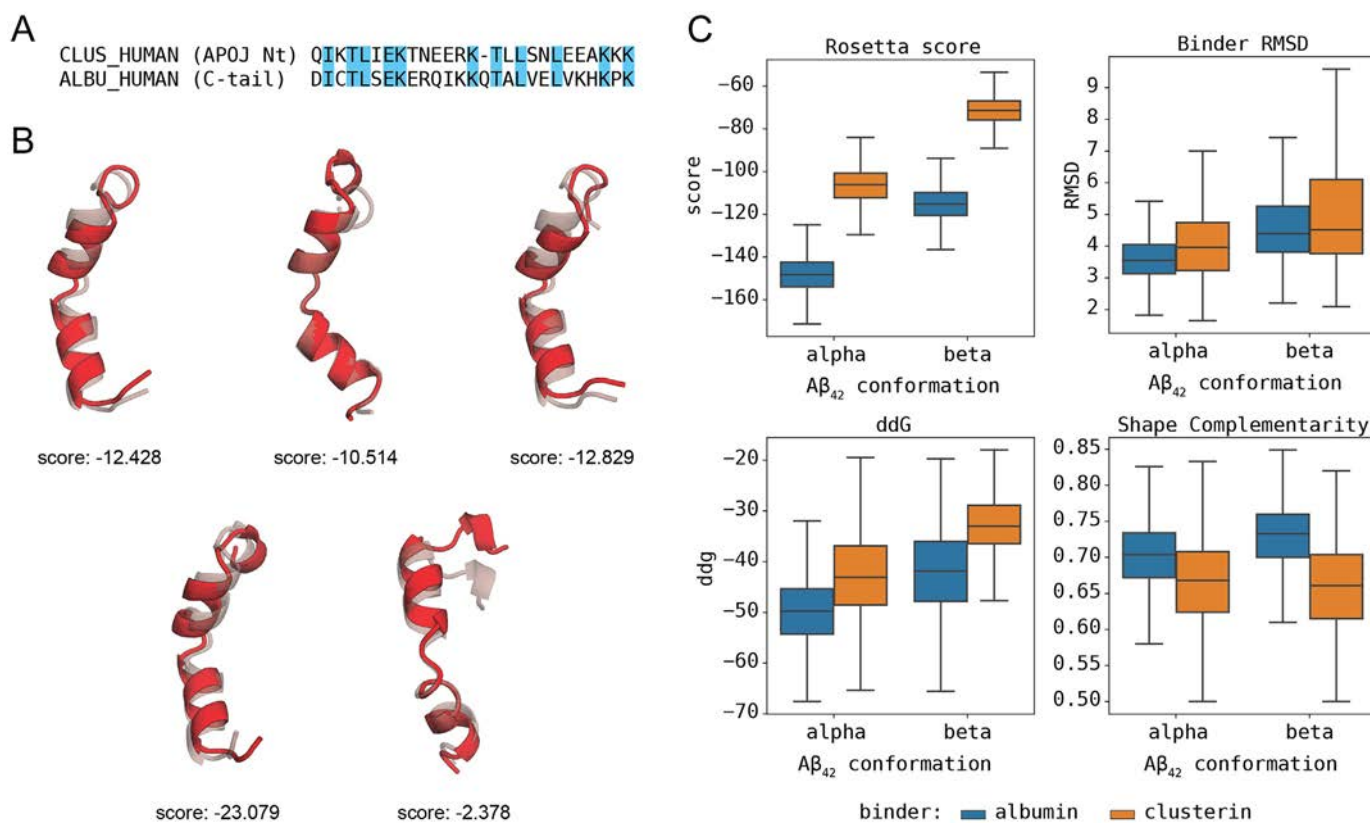 A
CLUS_HUMAN (APOJ Nt) QIKTLIEKTNEERK-TLLSNLEEAKKK
ALBU_HUMAN (C-tail) DICTLSEKERQIKKQTALVELVKHKPK
B
score: -12.428
score: -10.514
score: -12.829
score: -23.079
score: -2.378
C
Rosetta score
score
−60
−80
−100
−120
−140
−160
alpha
beta
Aβ₄₂ conformation
Binder RMSD
RMSD
9
8
7
6
5
4
3
2
alpha
beta
Aβ₄₂ conformation
ddG
ddg
−20
−30
−40
−50
−60
−70
alpha
beta
Aβ₄₂ conformation
Shape Complementarity
0.85
0.80
0.75
0.70
0.65
0.60
0.55
0.50
alpha
beta
Aβ₄₂ conformation
binder: albumin clusterin